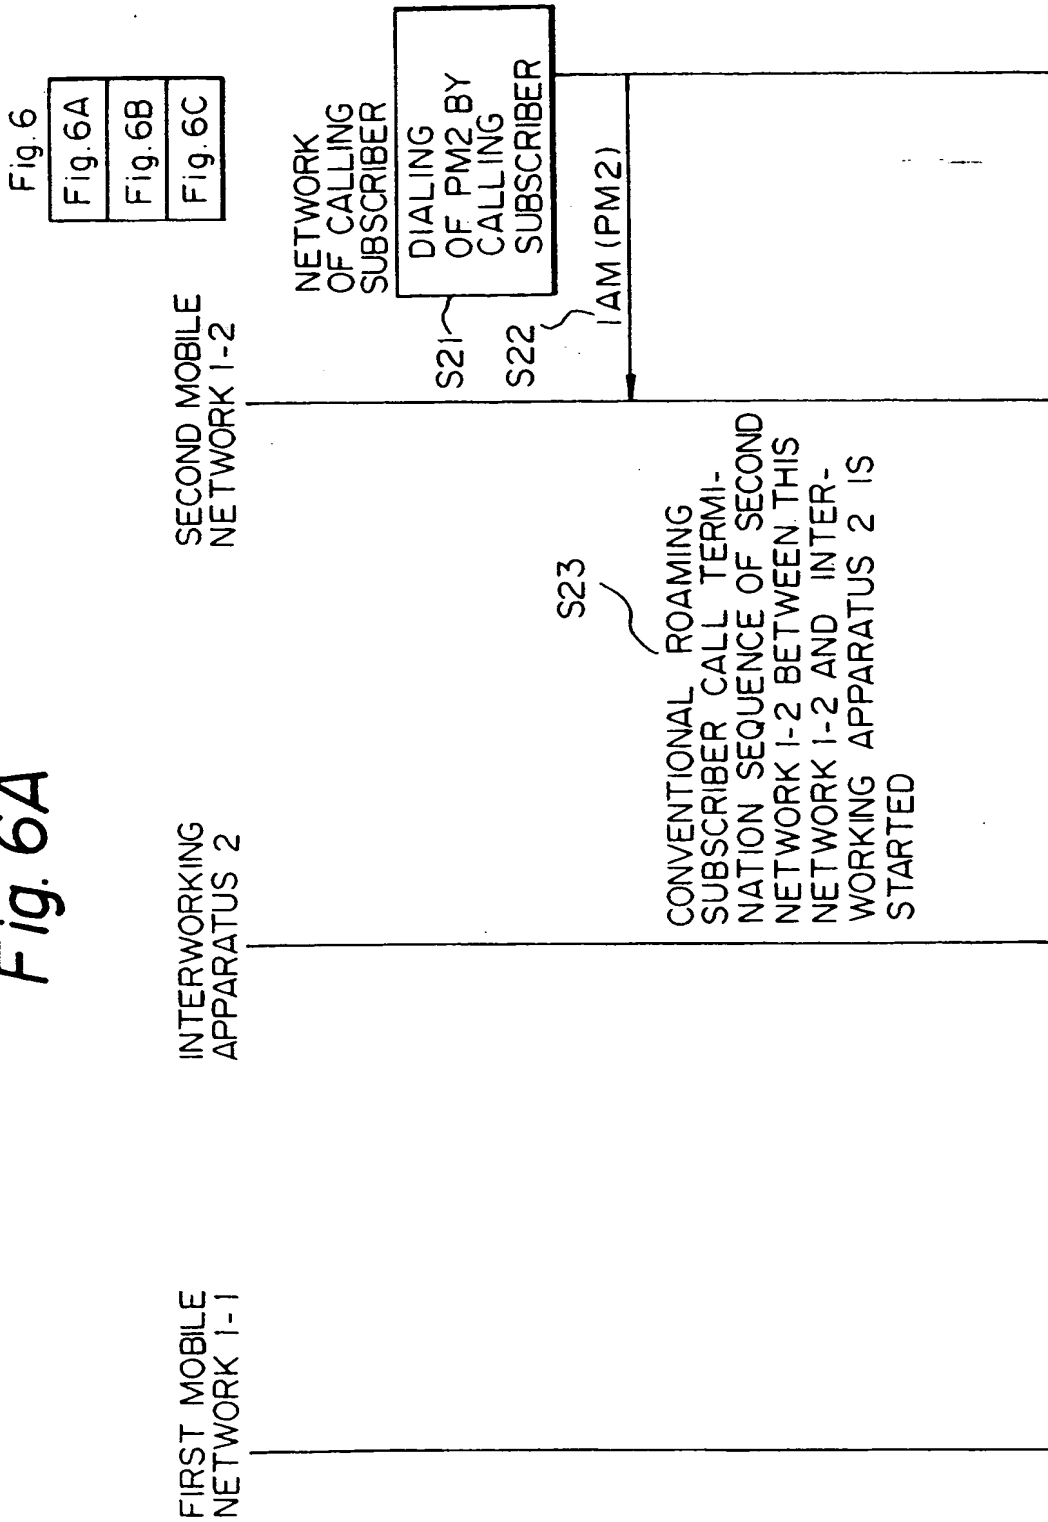 Fig. 6A
Fig. 6
Fig. 6A
Fig. 6B
Fig. 6C
FIRST MOBILE
NETWORK 1-1
INTERWORKING
APPARATUS 2
SECOND MOBILE
NETWORK 1-2
NETWORK
OF CALLING
SUBSCRIBER
DIALING
OF PM2 BY
CALLING
SUBSCRIBER
S21
S22
IAM (PM2)
S23
CONVENTIONAL ROAMING
SUBSCRIBER CALL TERMI-
NATION SEQUENCE OF SECOND
NETWORK 1-2 BETWEEN THIS
NETWORK 1-2 AND INTER-
WORKING APPARATUS 2 IS
STARTED